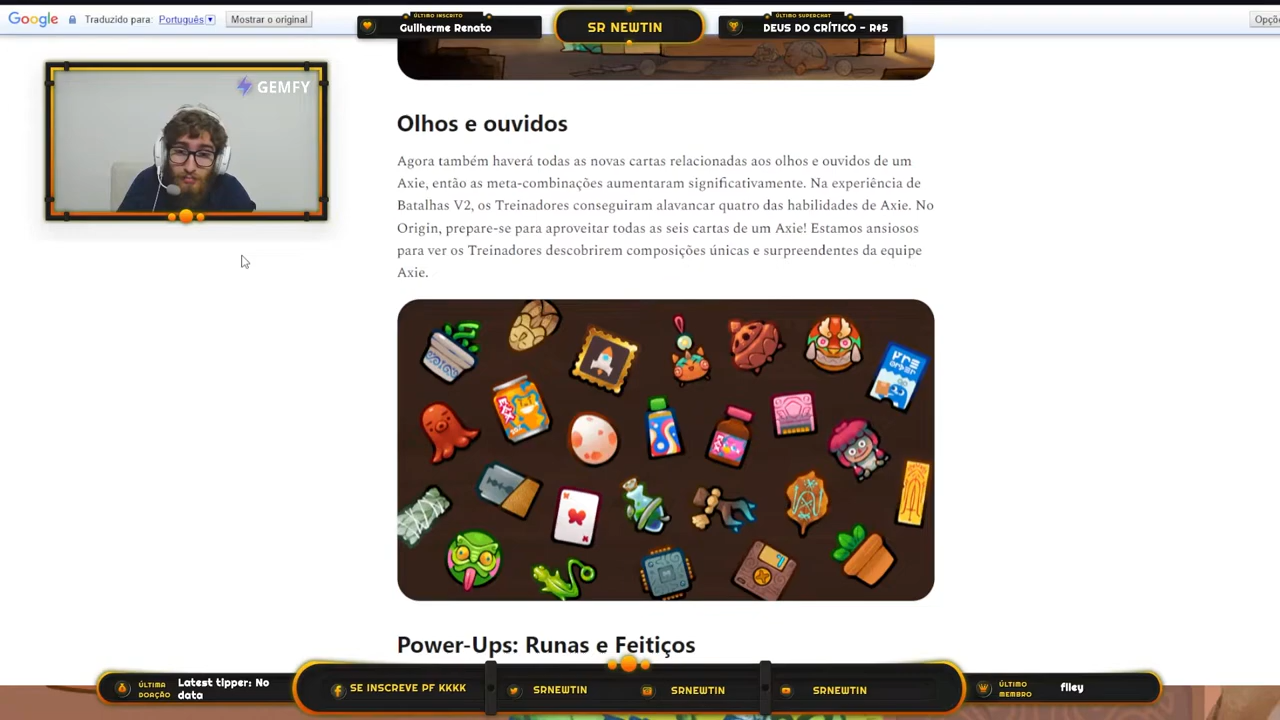 Google Traduzido para: Português Mostrar o original
Opçõe
ÚLTIMO INSCRITO
Guilherme Renato
SR NEWTIN
ÚLTIMO SUPERCHAT
DEUS DO CRÍTICO - R$5
GEMFY
Olhos e ouvidos
Agora também haverá todas as novas cartas relacionadas aos olhos e ouvidos de um
Axie, então as meta-combinações aumentaram significativamente. Na experiência de
Batalhas V2, os Treinadores conseguiram alavancar quatro das habilidades de Axie. No
Origin, prepare-se para aproveitar todas as seis cartas de um Axie! Estamos ansiosos
para ver os Treinadores descobrirem composições únicas e surpreendentes da equipe
Axie.
Power-Ups: Runas e Feitiços
ÚLTIMA
DOAÇÃO
Latest tipper: No
data
SE INSCREVE PF KKKK
SRNEWTIN
SRNEWTIN
SRNEWTIN
ÚLTIMO
MEMBRO